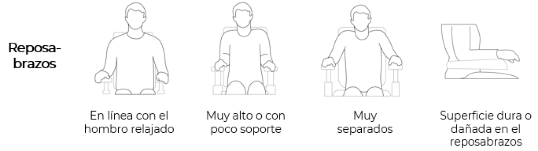 Reposa-
brazos
En línea con el
hombro relajado
Muy alto o con
poco soporte
Muy
separados
Superficie dura o
dañada en el
reposabrazos